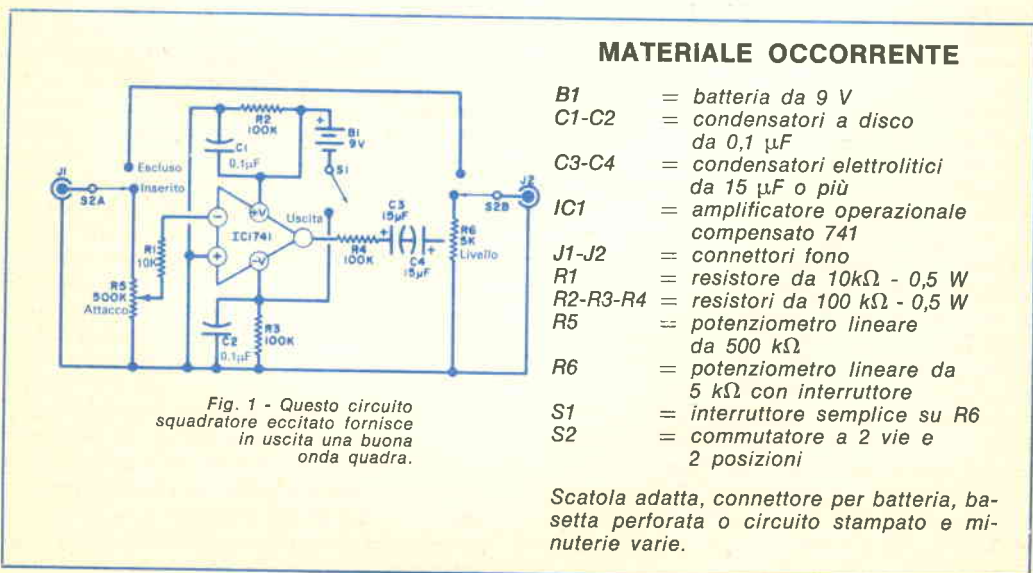 MATERIALE OCCORRENTE
B1 = batteria da 9 V
C1-C2 = condensatori a disco
da 0,1 µF
C3-C4 = condensatori elettrolitici
da 15 µF o più
IC1 = amplificatore operazionale
compensato 741
J1-J2 = connettori fono
R1 = resistore da 10kΩ - 0,5 W
R2-R3-R4 = resistori da 100 kΩ - 0,5 W
R5 = potenziometro lineare
da 500 kΩ
R6 = potenziometro lineare da
5 kΩ con interruttore
S1 = interruttore semplice su R6
S2 = commutatore a 2 vie e
2 posizioni
Scatola adatta, connettore per batteria, ba-
setta perforata o circuito stampato e mi-
nuterie varie.
R2
100K
C1
0,1µF
B1
9V
S1
J1
Escluso
S2A
Inserito
+V
IC1741
-V
Uscita
R1
10K
R5
500K
Attacco
C2
0,1µF
R3
100K
R4
100K
C3
15µF
C4
15µF
J2
S2B
R6
5K
Livello
Fig. 1 - Questo circuito
squadratore eccitato fornisce
in uscita una buona
onda quadra.